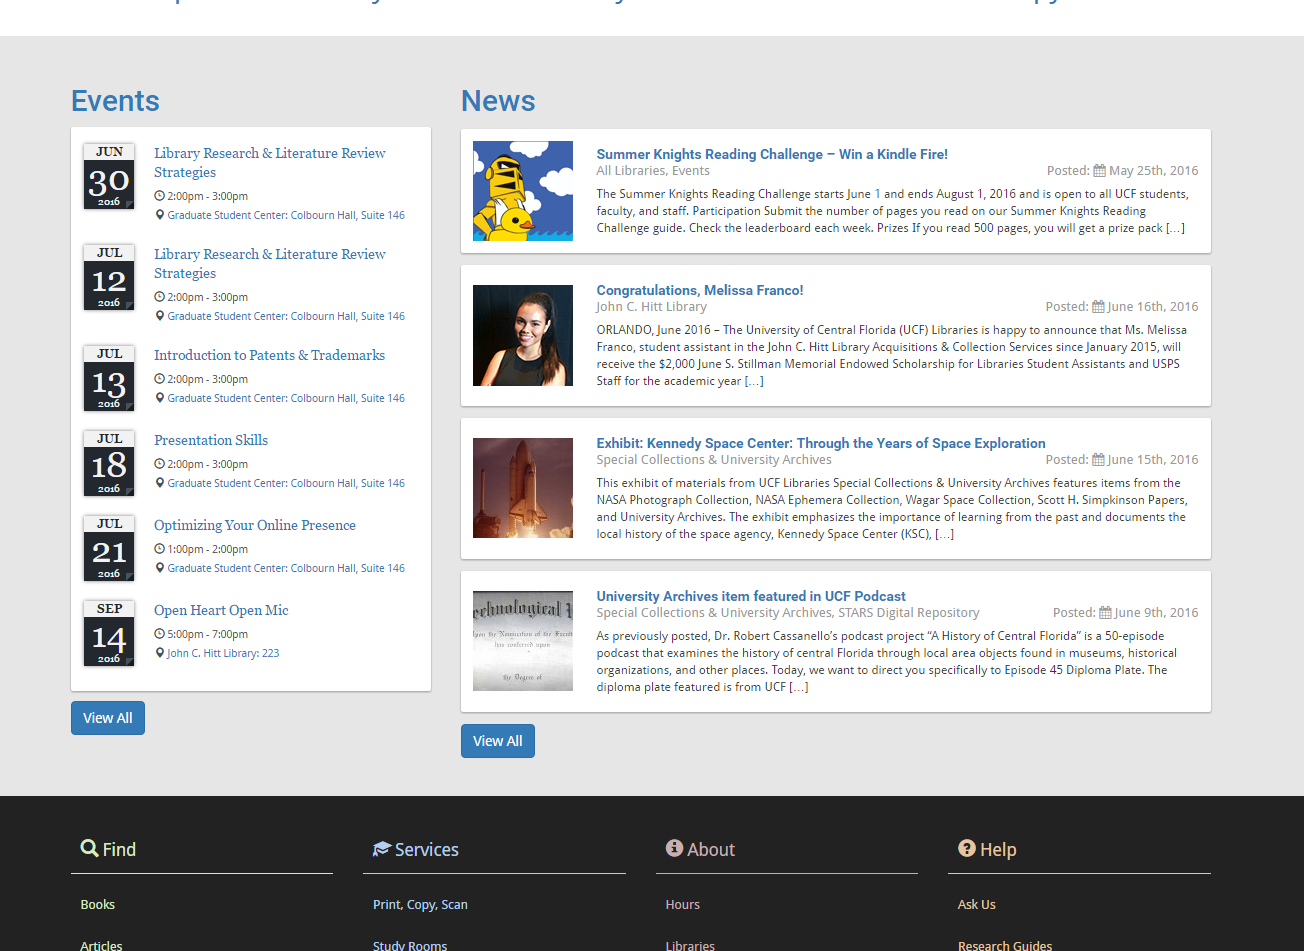 Events
JUN
30
2016
Library Research & Literature Review
Strategies
2:00pm - 3:00pm
Graduate Student Center: Colbourn Hall, Suite 146
JUL
12
2016
Library Research & Literature Review
Strategies
2:00pm - 3:00pm
Graduate Student Center: Colbourn Hall, Suite 146
JUL
13
2016
Introduction to Patents & Trademarks
2:00pm - 3:00pm
Graduate Student Center: Colbourn Hall, Suite 146
JUL
18
2016
Presentation Skills
2:00pm - 3:00pm
Graduate Student Center: Colbourn Hall, Suite 146
JUL
21
2016
Optimizing Your Online Presence
1:00pm - 2:00pm
Graduate Student Center: Colbourn Hall, Suite 146
SEP
14
2016
Open Heart Open Mic
5:00pm - 7:00pm
John C. Hitt Library: 223
View All
News
Summer Knights Reading Challenge – Win a Kindle Fire!
All Libraries, Events Posted: May 25th, 2016
The Summer Knights Reading Challenge starts June 1 and ends August 1, 2016 and is open to all UCF students,
faculty, and staff. Participation Submit the number of pages you read on our Summer Knights Reading
Challenge guide. Check the leaderboard each week. Prizes If you read 500 pages, you will get a prize pack […]
Congratulations, Melissa Franco!
John C. Hitt Library Posted: June 16th, 2016
ORLANDO, June 2016 – The University of Central Florida (UCF) Libraries is happy to announce that Ms. Melissa
Franco, student assistant in the John C. Hitt Library Acquisitions & Collection Services since January 2015, will
receive the $2,000 June S. Stillman Memorial Endowed Scholarship for Libraries Student Assistants and USPS
Staff for the academic year […]
Exhibit: Kennedy Space Center: Through the Years of Space Exploration
Special Collections & University Archives Posted: June 15th, 2016
This exhibit of materials from UCF Libraries Special Collections & University Archives features items from the
NASA Photograph Collection, NASA Ephemera Collection, Wagar Space Collection, Scott H. Simpkinson Papers,
and University Archives. The exhibit emphasizes the importance of learning from the past and documents the
local history of the space agency, Kennedy Space Center (KSC), […]
echnological
Upon the Nomination of the Facult
has conferred upon
the Degree of
University Archives item featured in UCF Podcast
Special Collections & University Archives, STARS Digital Repository Posted: June 9th, 2016
As previously posted, Dr. Robert Cassanello’s podcast project “A History of Central Florida” is a 50-episode
podcast that examines the history of central Florida through local area objects found in museums, historical
organizations, and other places. Today, we want to direct you specifically to Episode 45 Diploma Plate. The
diploma plate featured is from UCF […]
View All
Find
Books
Articles
Services
Print, Copy, Scan
Study Rooms
About
Hours
Libraries
Help
Ask Us
Research Guides